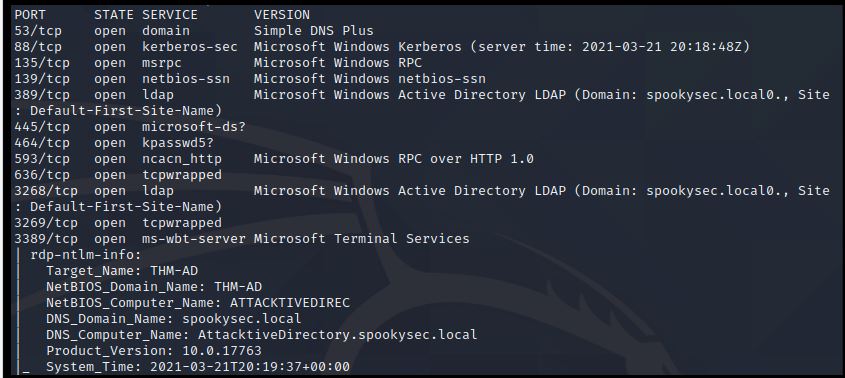 PORT     STATE SERVICE       VERSION
53/tcp   open  domain        Simple DNS Plus
88/tcp   open  kerberos-sec  Microsoft Windows Kerberos (server time: 2021-03-21 20:18:48Z)
135/tcp  open  msrpc         Microsoft Windows RPC
139/tcp  open  netbios-ssn   Microsoft Windows netbios-ssn
389/tcp  open  ldap          Microsoft Windows Active Directory LDAP (Domain: spookysec.local0., Site
: Default-First-Site-Name)
445/tcp  open  microsoft-ds?
464/tcp  open  kpasswd5?
593/tcp  open  ncacn_http    Microsoft Windows RPC over HTTP 1.0
636/tcp  open  tcpwrapped
3268/tcp open  ldap          Microsoft Windows Active Directory LDAP (Domain: spookysec.local0., Site
: Default-First-Site-Name)
3269/tcp open  tcpwrapped
3389/tcp open  ms-wbt-server Microsoft Terminal Services
| rdp-ntlm-info:
|   Target_Name: THM-AD
|   NetBIOS_Domain_Name: THM-AD
|   NetBIOS_Computer_Name: ATTACKTIVEDIREC
|   DNS_Domain_Name: spookysec.local
|   DNS_Computer_Name: AttacktiveDirectory.spookysec.local
|   Product_Version: 10.0.17763
|_  System_Time: 2021-03-21T20:19:37+00:00